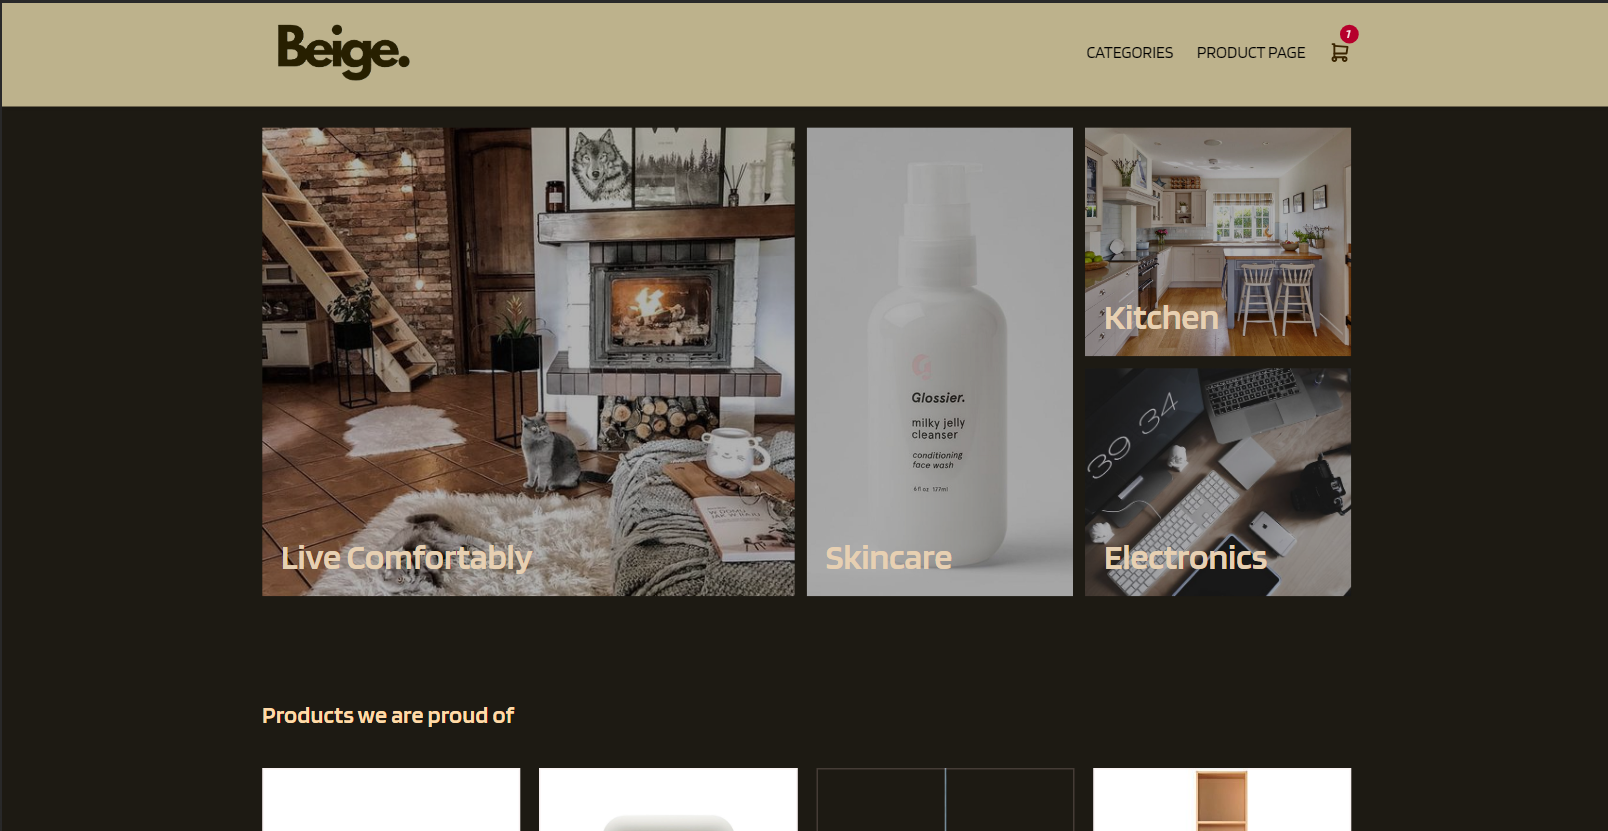 Beige.
CATEGORIES
PRODUCT PAGE
1
Live Comfortably
Glossier.
milky jelly
cleanser
conditioning
face wash
6 fl oz 177ml
Skincare
Kitchen
39 34
Electronics
Products we are proud of